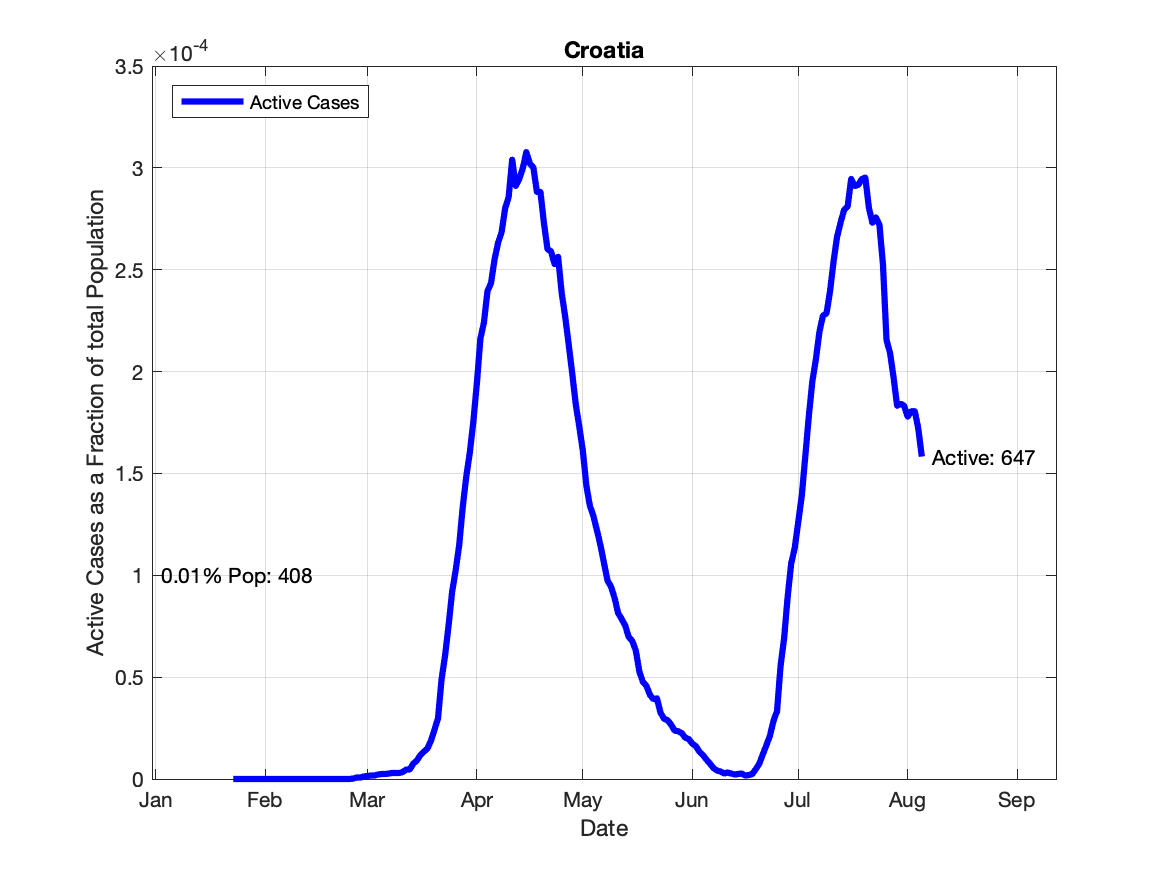 Croatia
×10-4
3.5
3
2.5
2
1.5
1
0.5
0
Active Cases
Active Cases as a Fraction of total Population
0.01% Pop: 408
Active: 647
Jan Feb Mar Apr May Jun Jul Aug Sep
Date